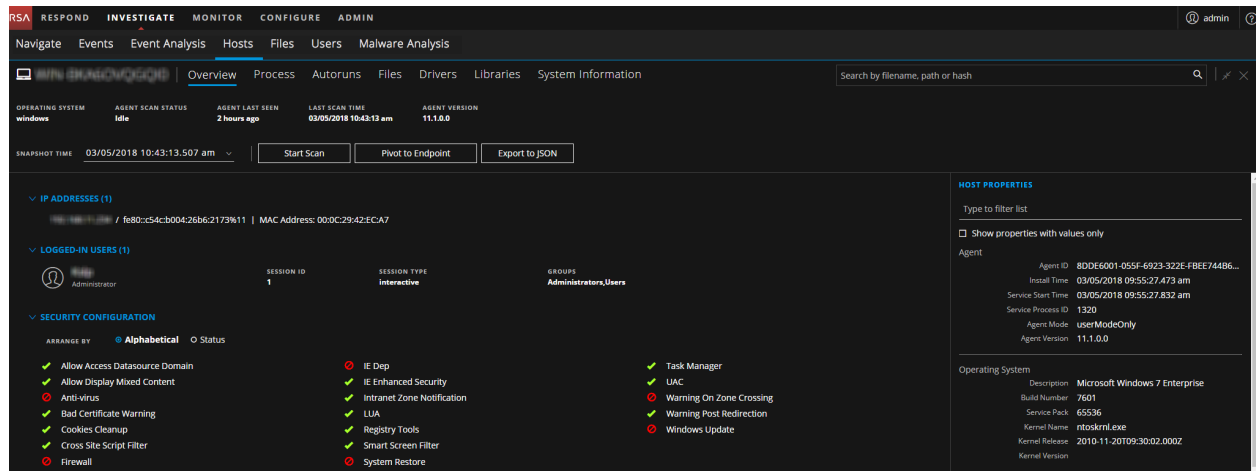 RSA RESPOND INVESTIGATE MONITOR CONFIGURE ADMIN admin
Navigate Events Event Analysis Hosts Files Users Malware Analysis
Overview Process Autoruns Files Drivers Libraries System Information Search by filename, path or hash
OPERATING SYSTEM AGENT SCAN STATUS AGENT LAST SEEN LAST SCAN TIME AGENT VERSION
windows Idle 2 hours ago 03/05/2018 10:43:13 am 11.1.0.0
SNAPSHOT TIME 03/05/2018 10:43:13.507 am Start Scan Pivot to Endpoint Export to JSON
IP ADDRESSES (1)
/ fe80::c54c:b004:26b6:2173%11 | MAC Address: 00:0C:29:42:EC:A7
LOGGED-IN USERS (1)
SESSION ID SESSION TYPE GROUPS
Administrator 1 interactive Administrators,Users
SECURITY CONFIGURATION
ARRANGE BY Alphabetical Status
Allow Access Datasource Domain IE Dep Task Manager
Allow Display Mixed Content IE Enhanced Security UAC
Anti-virus Intranet Zone Notification Warning On Zone Crossing
Bad Certificate Warning LUA Warning Post Redirection
Cookies Cleanup Registry Tools Windows Update
Cross Site Script Filter Smart Screen Filter
Firewall System Restore
HOST PROPERTIES
Type to filter list
Show properties with values only
Agent
Agent ID 8DDE6001-055F-6923-322E-FBEE744B6...
Install Time 03/05/2018 09:55:27.473 am
Service Start Time 03/05/2018 09:55:27.832 am
Service Process ID 1320
Agent Mode userModeOnly
Agent Version 11.1.0.0
Operating System
Description Microsoft Windows 7 Enterprise
Build Number 7601
Service Pack 65536
Kernel Name ntoskrnl.exe
Kernel Release 2010-11-20T09:30:02.000Z
Kernel Version